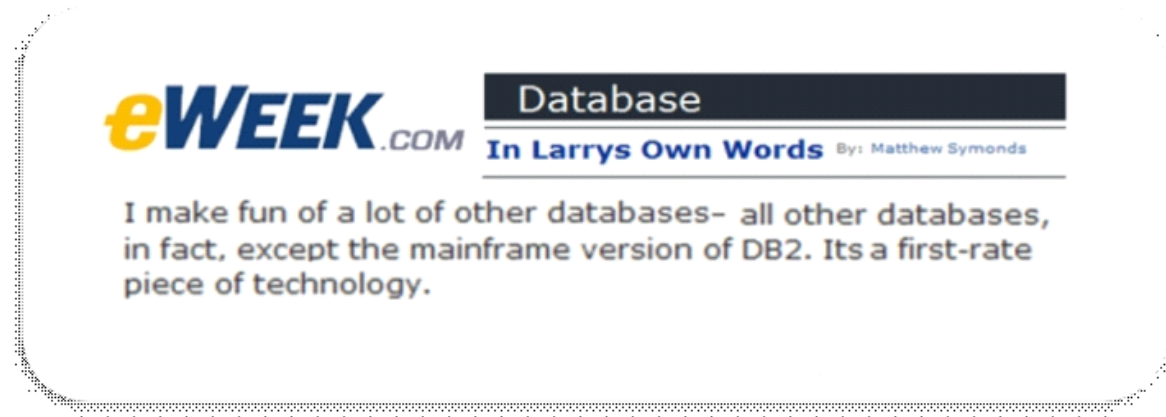 eWEEK.COM
Database
In Larrys Own Words By: Matthew Symonds
I make fun of a lot of other databases– all other databases,
in fact, except the mainframe version of DB2. Its a first-rate
piece of technology.